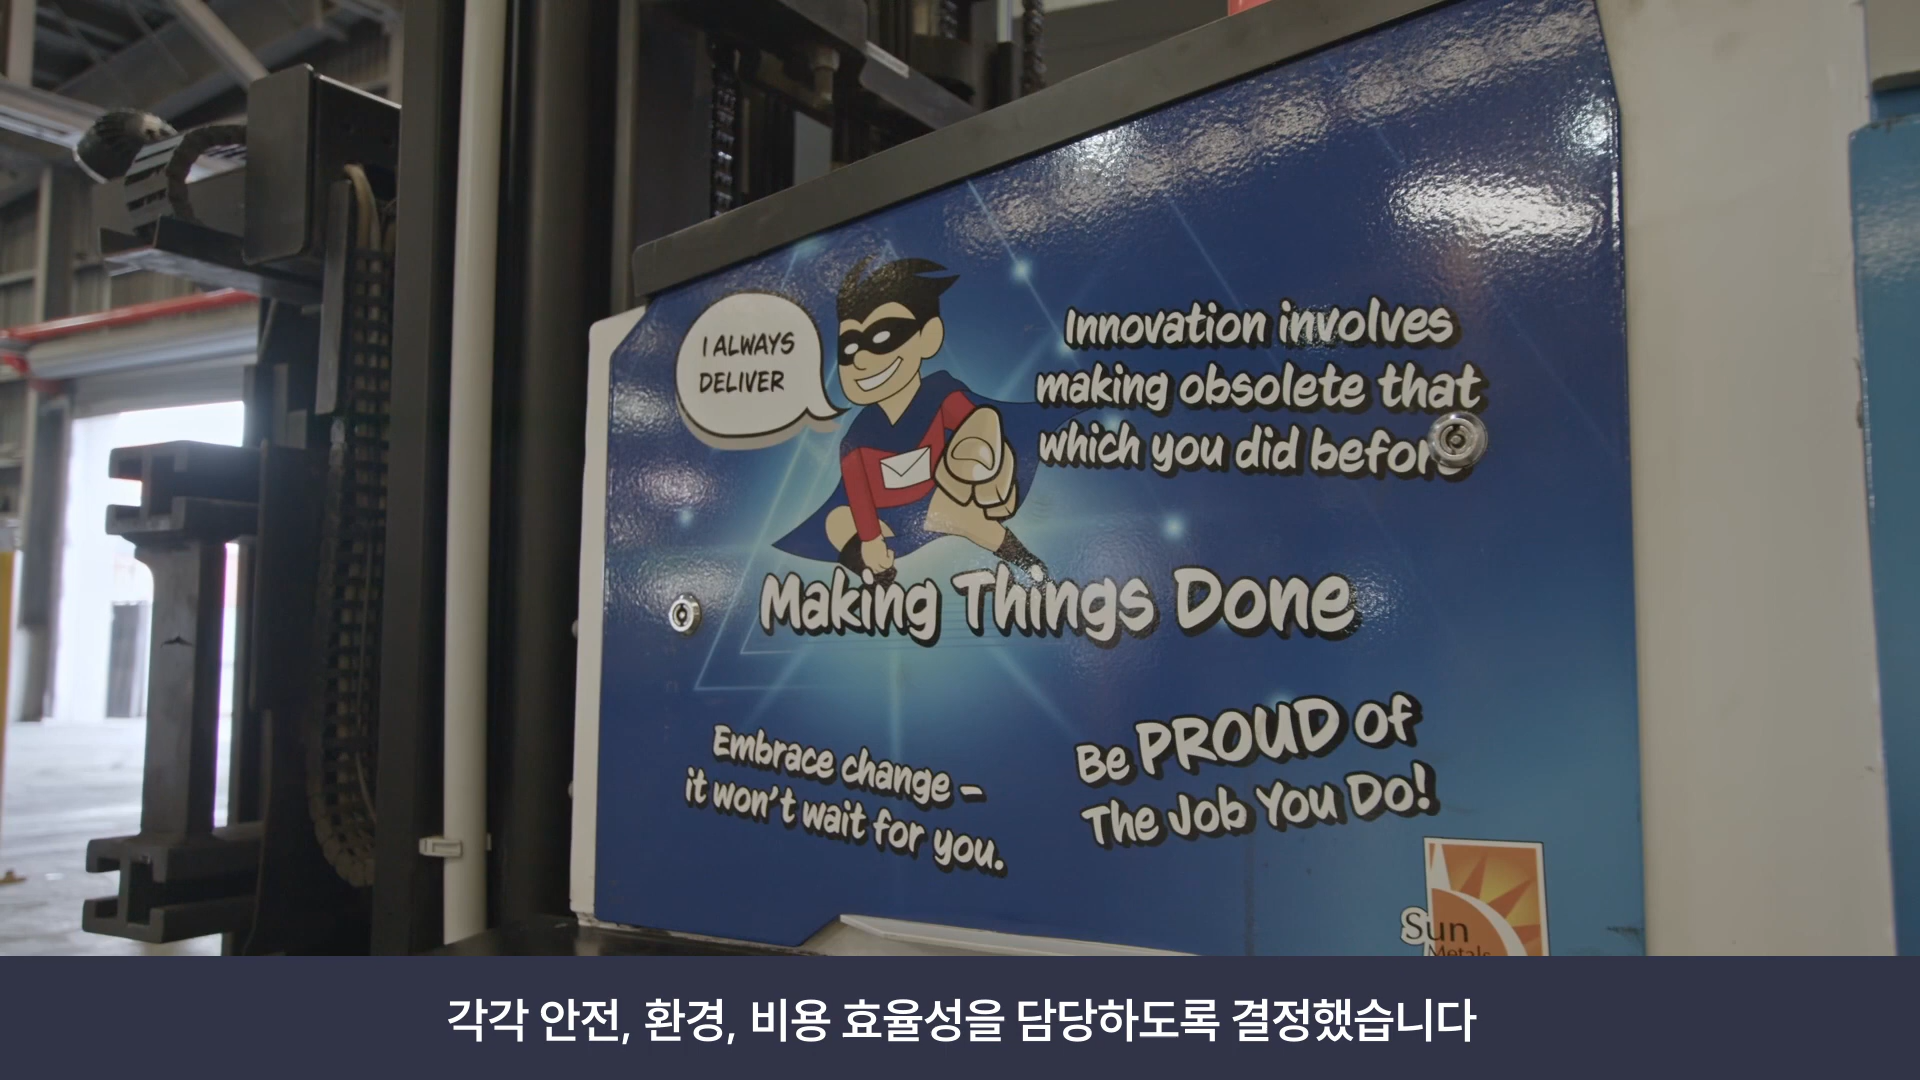 I ALWAYS
DELIVER
Innovation involves
making obsolete that
which you did before
Making Things Done
Embrace change –
it won't wait for you.
Be PROUD of
The Job You Do!
Sun
Metals
각각 안전, 환경, 비용 효율성을 담당하도록 결정했습니다